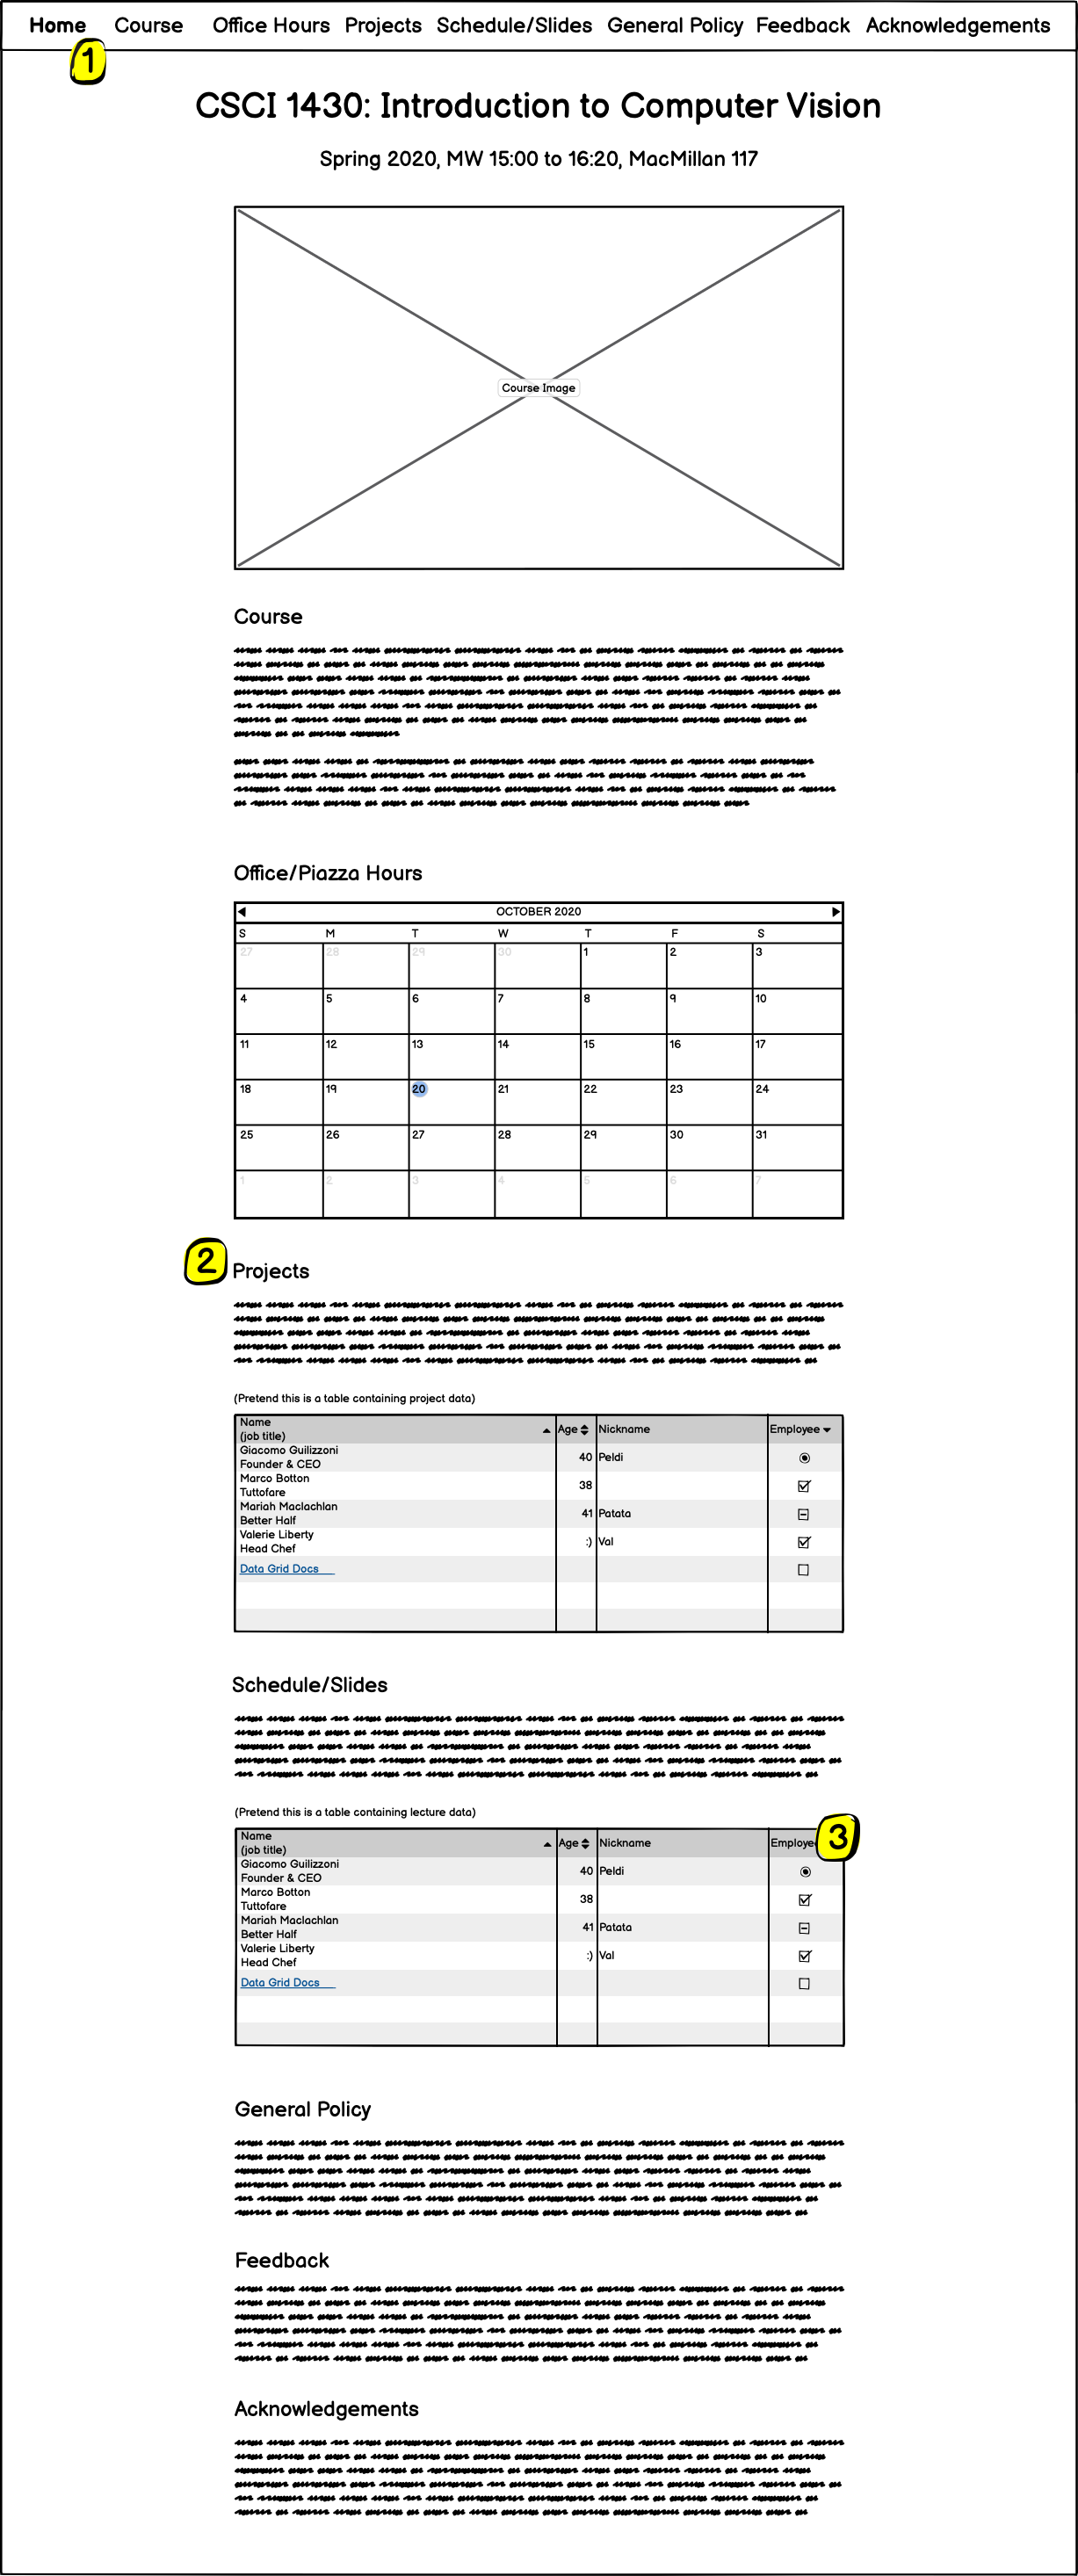 Home Course Office Hours Projects Schedule/Slides General Policy Feedback Acknowledgements
1
CSCI 1430: Introduction to Computer Vision
Spring 2020, MW 15:00 to 16:20, MacMillan 117
Course Image
Course
Office/Piazza Hours
OCTOBER 2020
S M T W T F S
27 28 29 30 1 2 3
4 5 6 7 8 9 10
11 12 13 14 15 16 17
18 19 20 21 22 23 24
25 26 27 28 29 30 31
1 2 3 4 5 6 7
2
Projects
(Pretend this is a table containing project data)
Name
(job title) Age Nickname Employee
Giacomo Guilizzoni
Founder & CEO 40 Peldi
Marco Botton
Tuttofare 38
Mariah Maclachlan
Better Half 41 Patata
Valerie Liberty
Head Chef :) Val
Data Grid Docs
Schedule/Slides
(Pretend this is a table containing lecture data)
3
Name
(job title) Age Nickname Employe
Giacomo Guilizzoni
Founder & CEO 40 Peldi
Marco Botton
Tuttofare 38
Mariah Maclachlan
Better Half 41 Patata
Valerie Liberty
Head Chef :) Val
Data Grid Docs
General Policy
Feedback
Acknowledgements